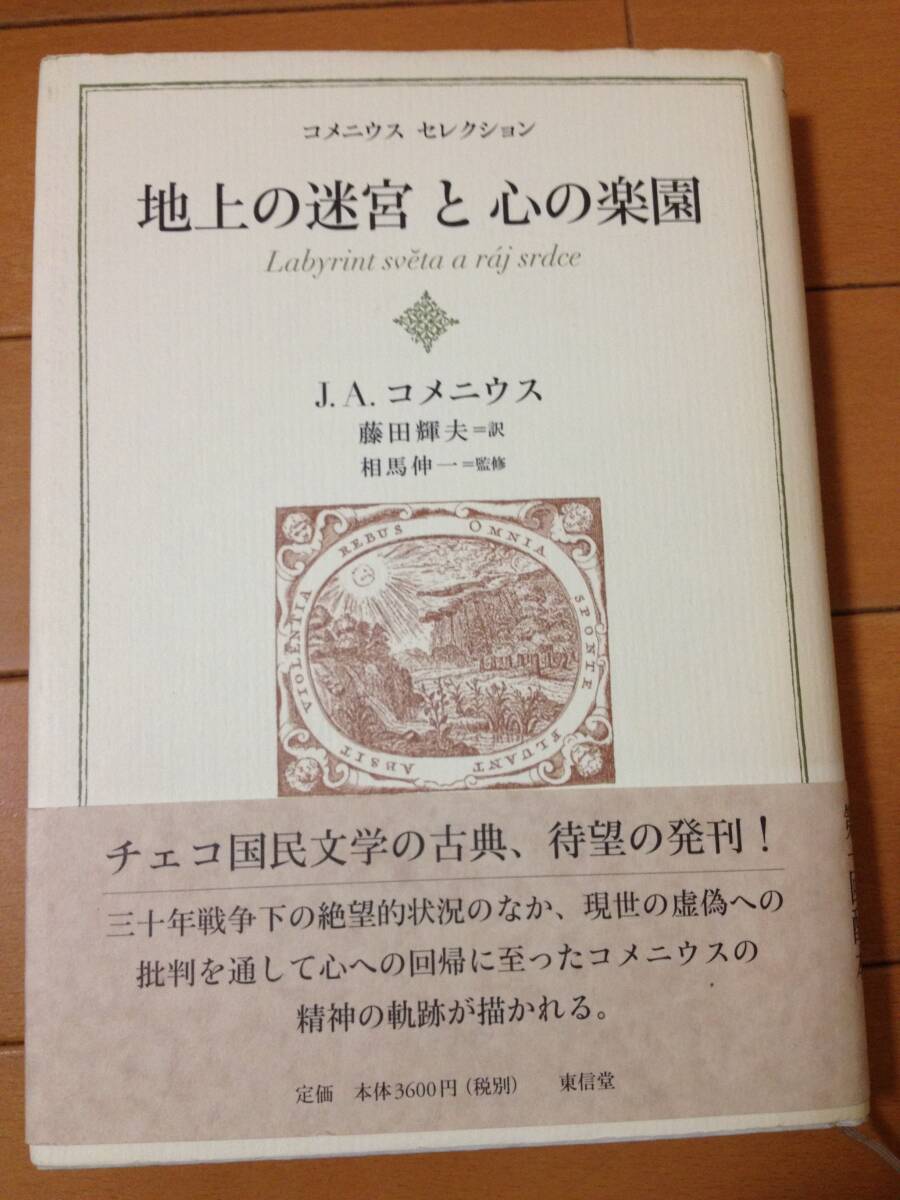 コメニウス セレクション
地上の迷宮 と 心の楽園
Labyrint světa a ráj srdce
J. A. コメニウス
藤田輝夫=訳
相馬伸一=監修
OMNIA SPONTE FLUANT ABSIT VIOLENTIA REBUS
チェコ国民文学の古典、待望の発刊！
三十年戦争下の絶望的状況のなか、現世の虚偽への
批判を通して心への回帰に至ったコメニウスの
精神の軌跡が描かれる。
定価 本体3600円（税別） 東信堂